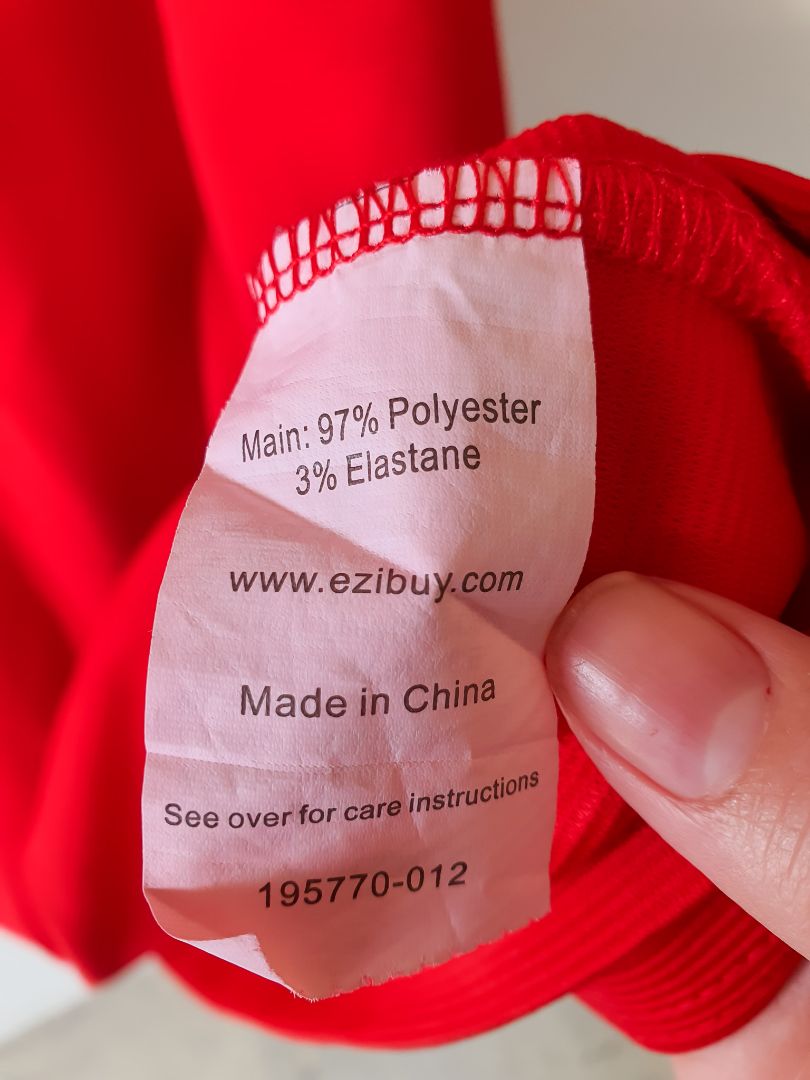 Main: 97% Polyester
3% Elastane
www.ezibuy.com
Made in China
See over for care instructions
195770-012